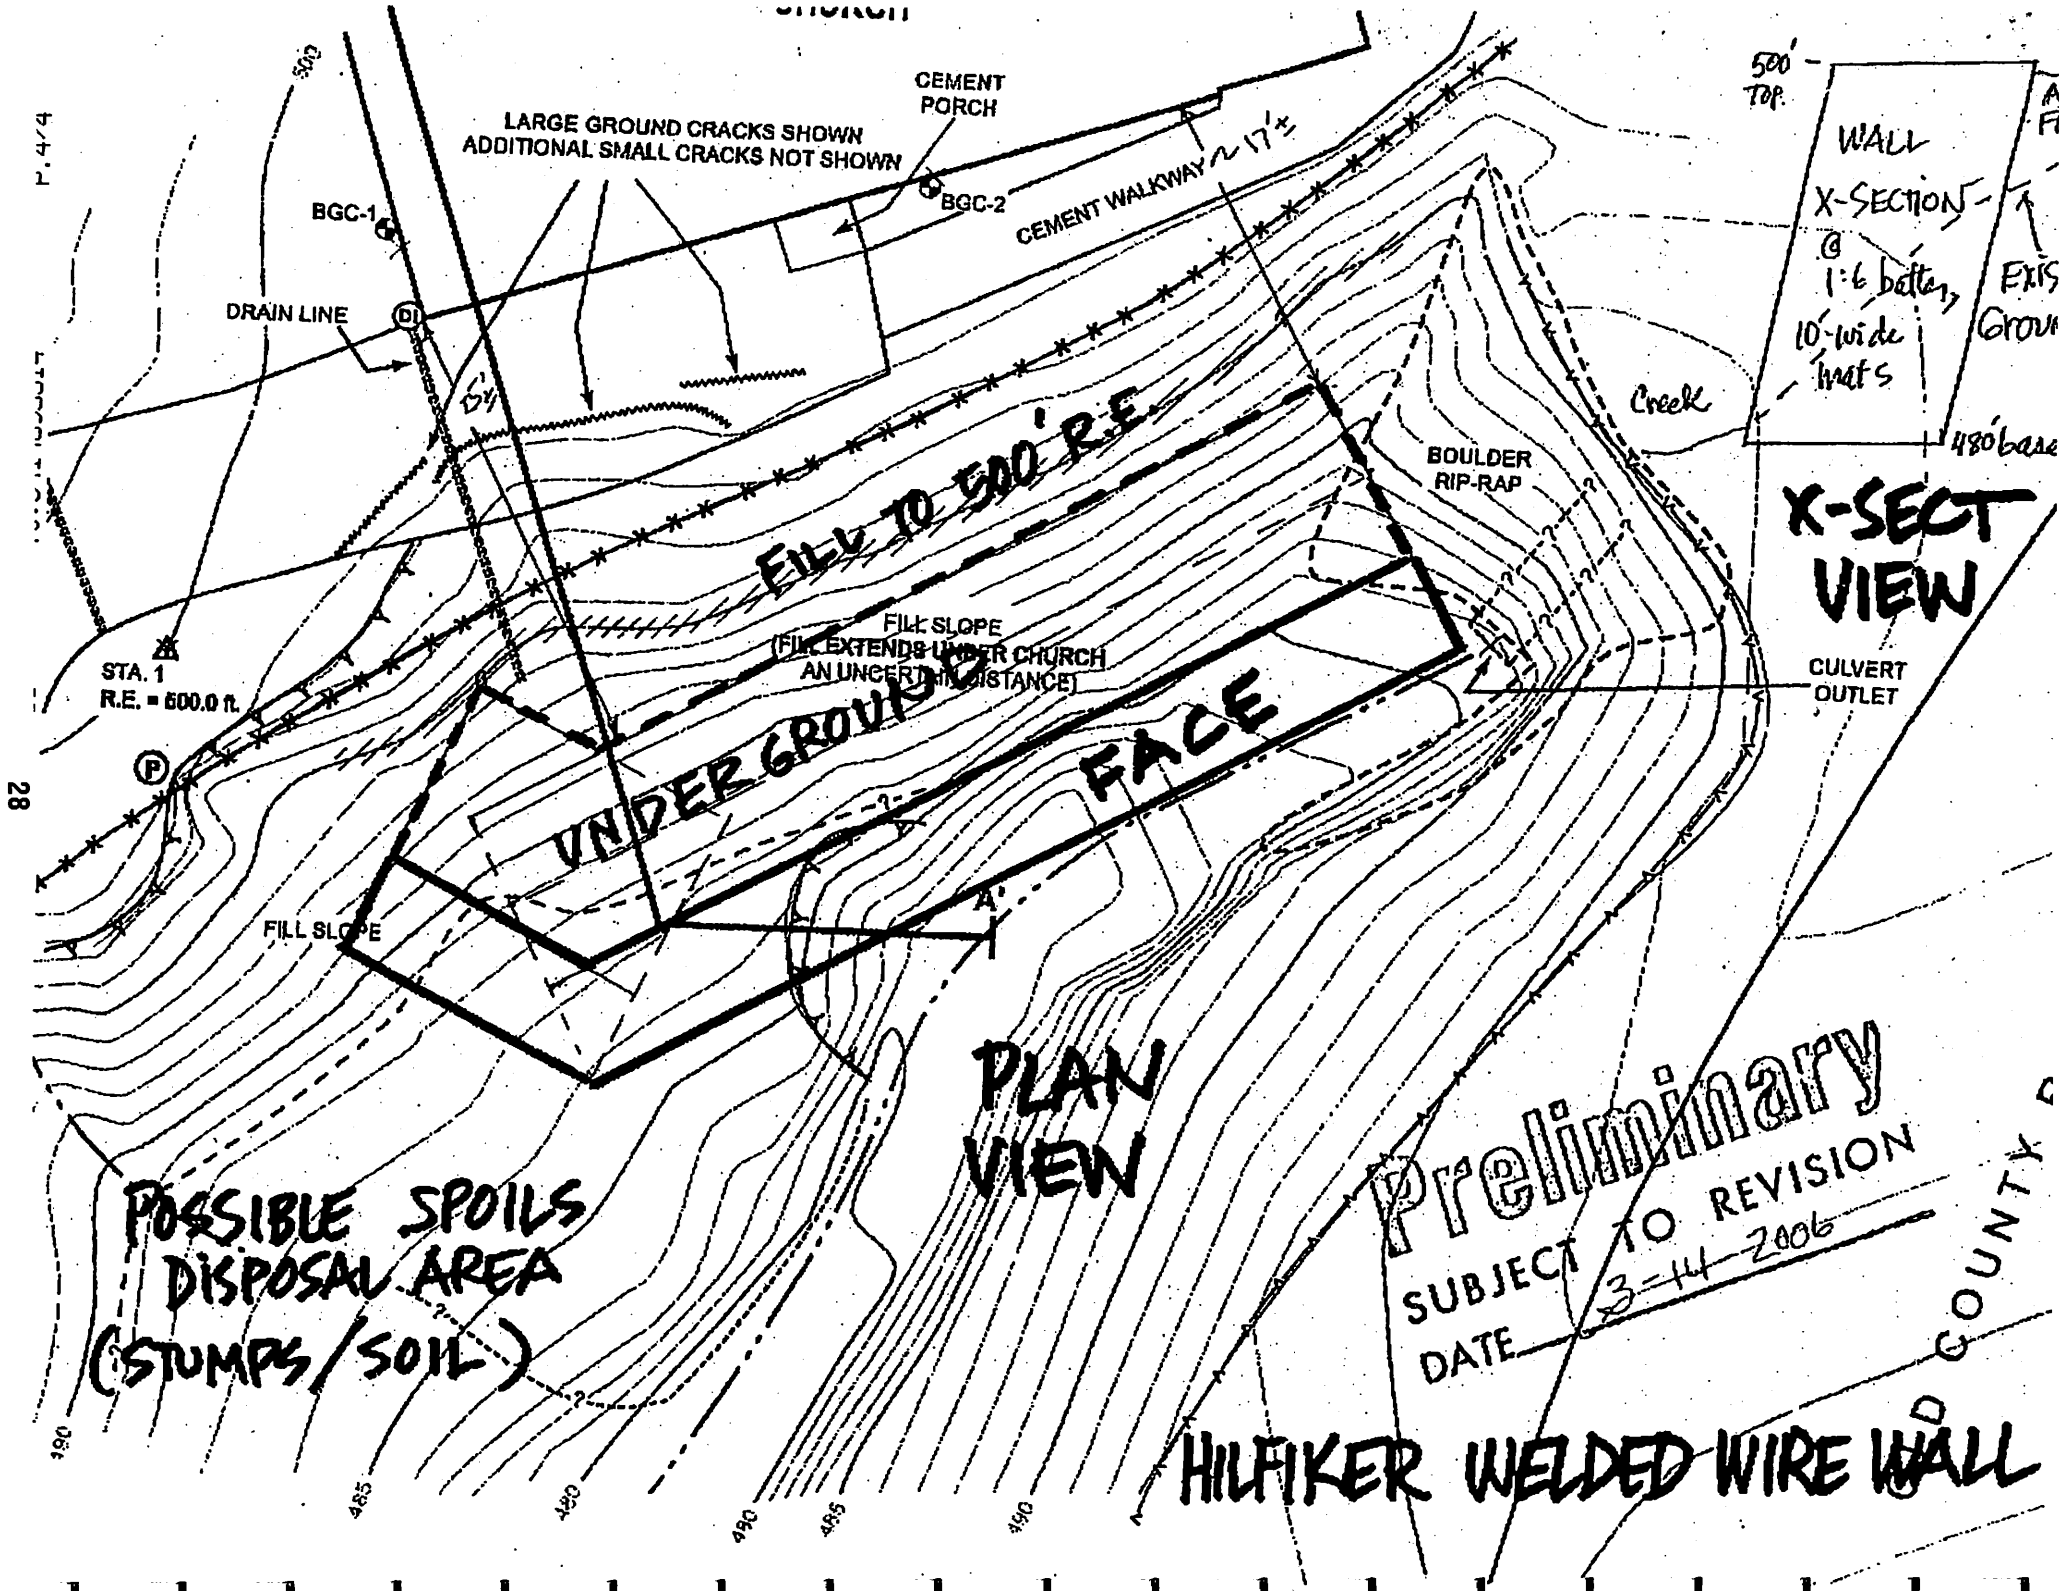 CHURCH
500
P.4/4
LARGE GROUND CRACKS SHOWN
ADDITIONAL SMALL CRACKS NOT SHOWN
CEMENT
PORCH
BGC-1
BGC-2
CEMENT WALKWAY ~ 17'±
DRAIN LINE
DI
500'
TOP.
WALL
X-SECTION
@
1:6 batter,
10'-wide
mats
480' base
Creek
X-SECT
VIEW
BOULDER
RIP-RAP
FILL TO 500' R.E.
FILL SLOPE
(FILL EXTENDS UNDER CHURCH
AN UNCERTAIN DISTANCE)
UNDERGROUND
FACE
CULVERT
OUTLET
STA. 1
R.E. = 500.0 ft.
P
28
FILL SLOPE
A'
PLAN
VIEW
POSSIBLE SPOILS
DISPOSAL AREA
(STUMPS/SOIL)
Preliminary
SUBJECT TO REVISION
DATE 3-14-2006
COUNTY
HILFIKER WELDED WIRE WALL
490
485
480
490
485
490